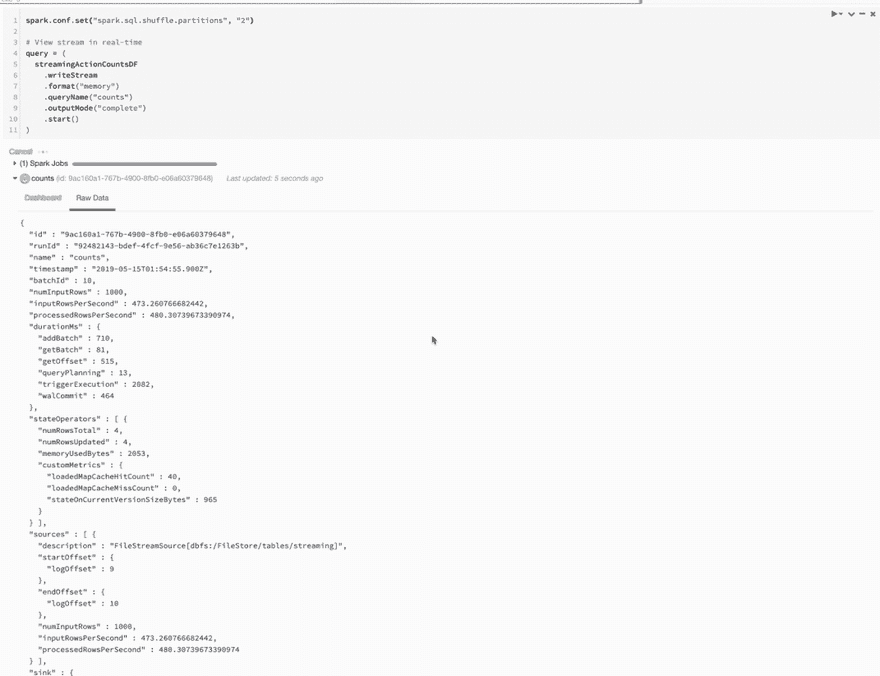 1 spark.conf.set("spark.sql.shuffle.partitions", "2")
2
3 # View stream in real-time
4 query = (
5 streamingActionCountsDF
6 .writeStream
7 .format("memory")
8 .queryName("counts")
9 .outputMode("complete")
10 .start()
11 )
Cancel
(1) Spark Jobs
counts (id: 9ac160a1-767b-4900-8fb0-e06a60379648) Last updated: 5 seconds ago
Dashboard Raw Data
{
"id" : "9ac160a1-767b-4900-8fb0-e06a60379648",
"runId" : "92482143-bdef-4fcf-9e56-ab36c7e1263b",
"name" : "counts",
"timestamp" : "2019-05-15T01:54:55.900Z",
"batchId" : 10,
"numInputRows" : 1000,
"inputRowsPerSecond" : 473.260766682442,
"processedRowsPerSecond" : 480.30739673390974,
"durationMs" : {
"addBatch" : 710,
"getBatch" : 81,
"getOffset" : 515,
"queryPlanning" : 13,
"triggerExecution" : 2082,
"walCommit" : 464
},
"stateOperators" : [ {
"numRowsTotal" : 4,
"numRowsUpdated" : 4,
"memoryUsedBytes" : 2053,
"customMetrics" : {
"loadedMapCacheHitCount" : 40,
"loadedMapCacheMissCount" : 0,
"stateOnCurrentVersionSizeBytes" : 965
}
} ],
"sources" : [ {
"description" : "FileStreamSource[dbfs:/FileStore/tables/streaming]",
"startOffset" : {
"logOffset" : 9
},
"endOffset" : {
"logOffset" : 10
},
"numInputRows" : 1000,
"inputRowsPerSecond" : 473.260766682442,
"processedRowsPerSecond" : 480.30739673390974
} ],
"sink" : {